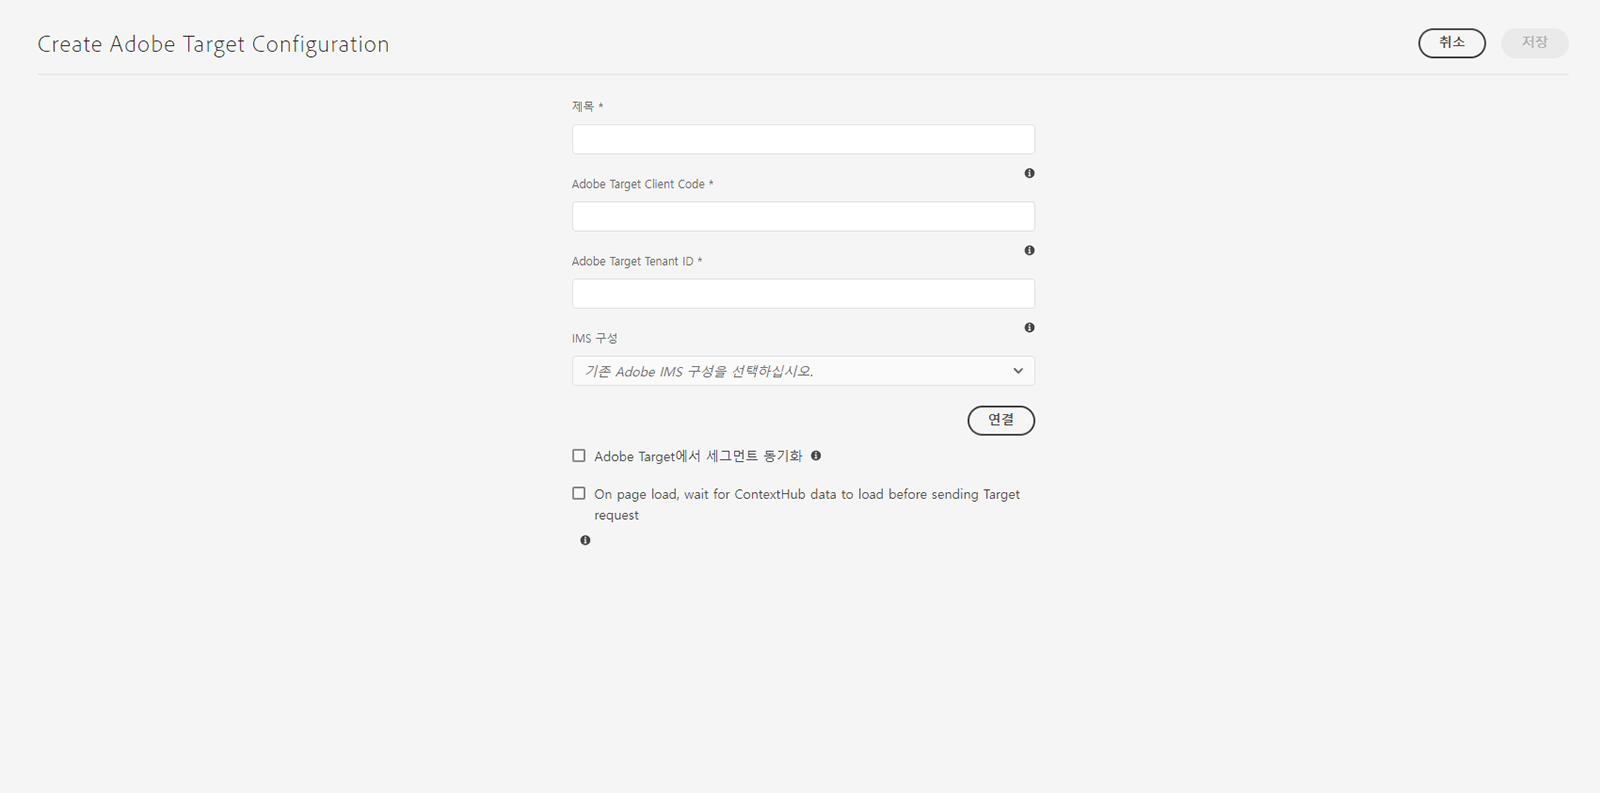 Create Adobe Target Configuration
취소
저장
제목 *
Adobe Target Client Code *
Adobe Target Tenant ID *
IMS 구성
기존 Adobe IMS 구성을 선택하십시오.
연결
Adobe Target에서 세그먼트 동기화
On page load, wait for ContextHub data to load before sending Target
request